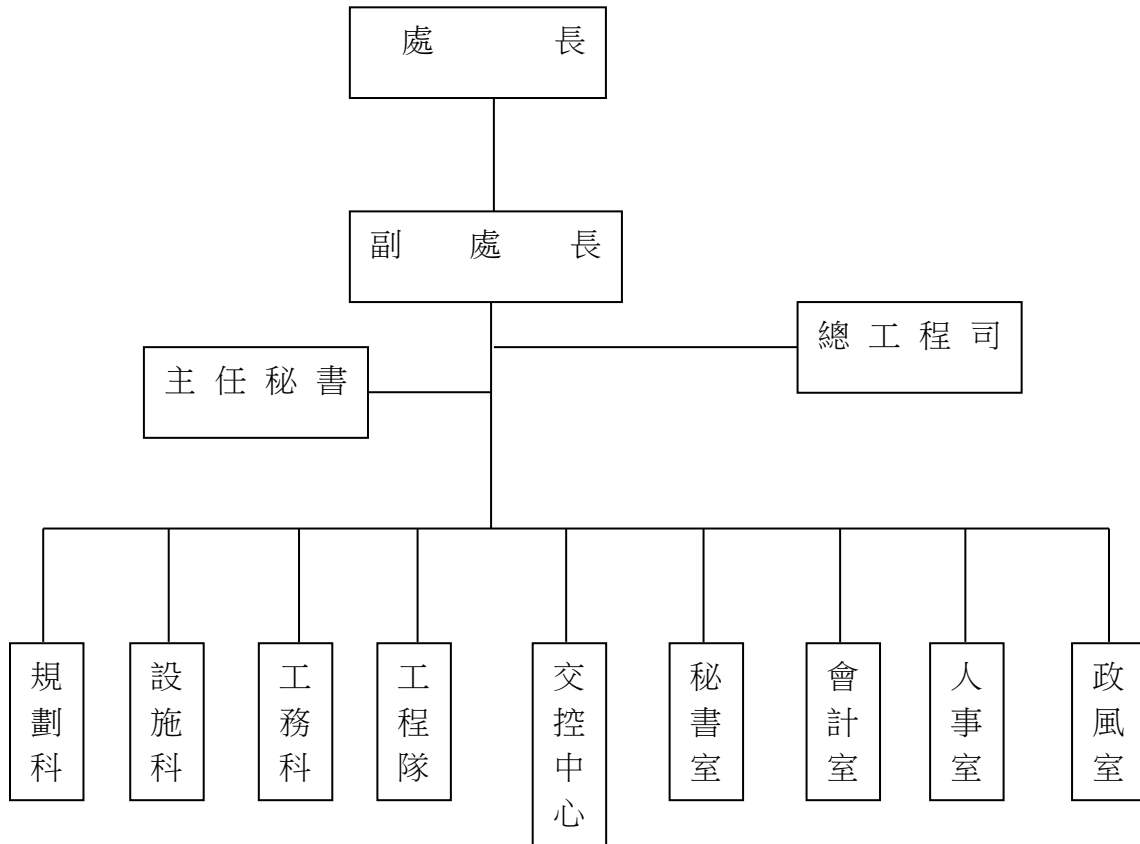 處長
副處長
總工程司
主任秘書
規劃科
設施科
工務科
工程隊
交控中心
秘書室
會計室
人事室
政風室